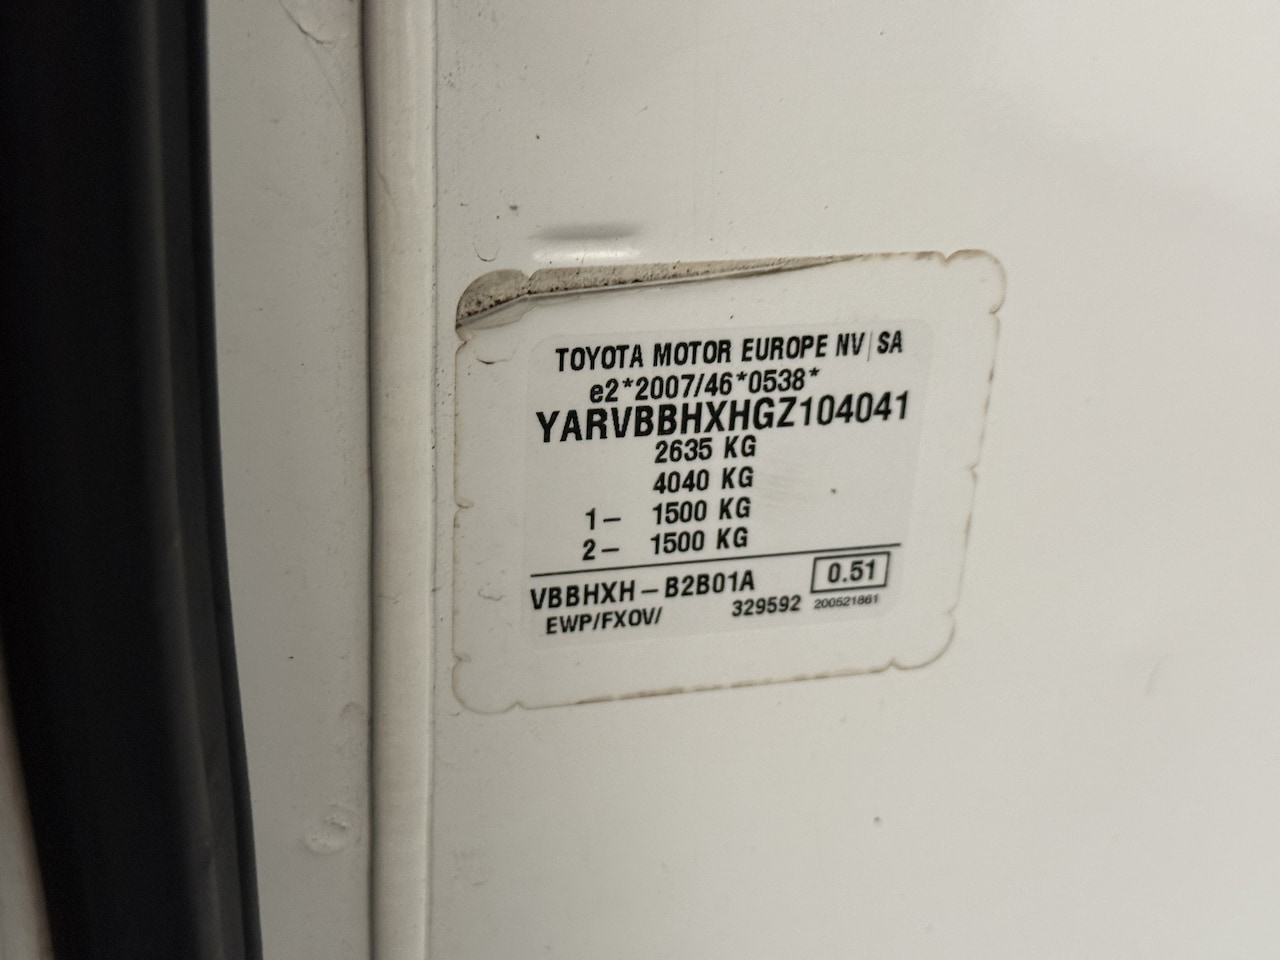 TOYOTA MOTOR EUROPE NV/SA
e2*2007/46*0538*
YARVBBHXHGZ104041
2635 KG
4040 KG
1– 1500 KG
2– 1500 KG
VBBHXH–B2B01A 0.51
EWP/FXOV/ 329592 200521861